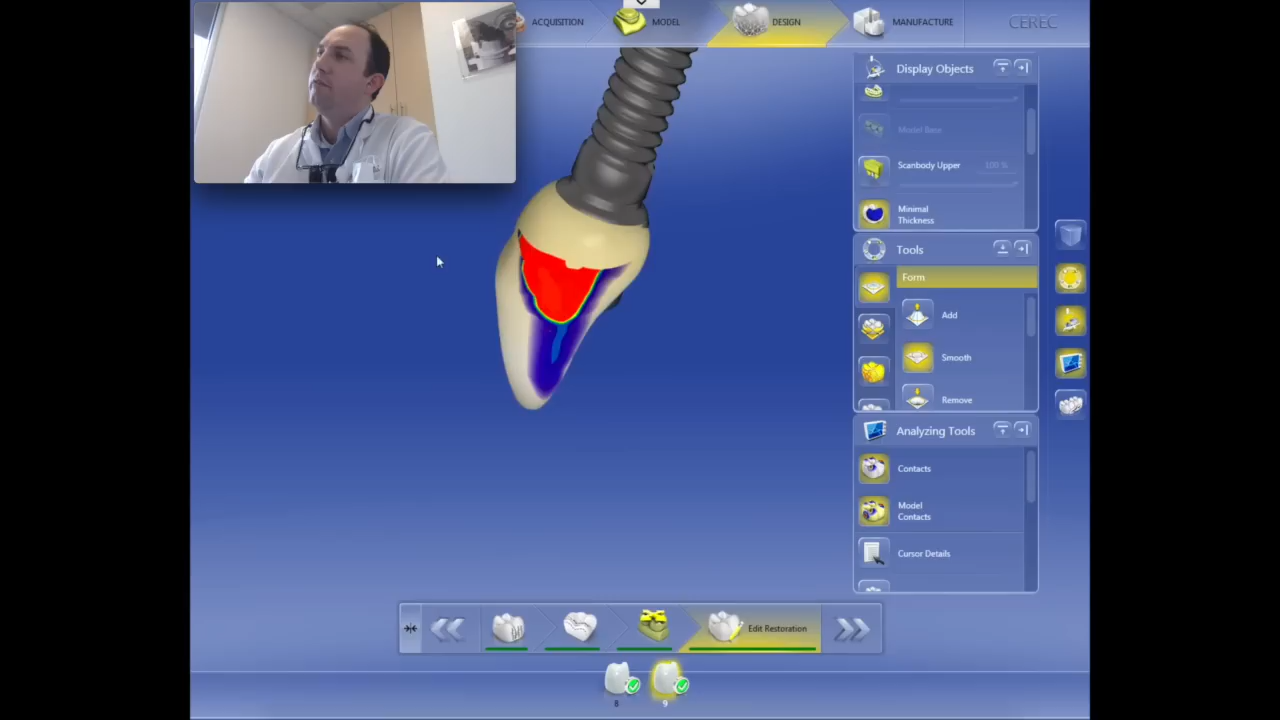 ACQUISITION
MODEL
DESIGN
MANUFACTURE
CEREC
Display Objects
Model Base
Scanbody Upper 100 %
Minimal
Thickness
Tools
Form
Add
Smooth
Remove
Analyzing Tools
Contacts
Model
Contacts
Cursor Details
Edit Restoration
8
9